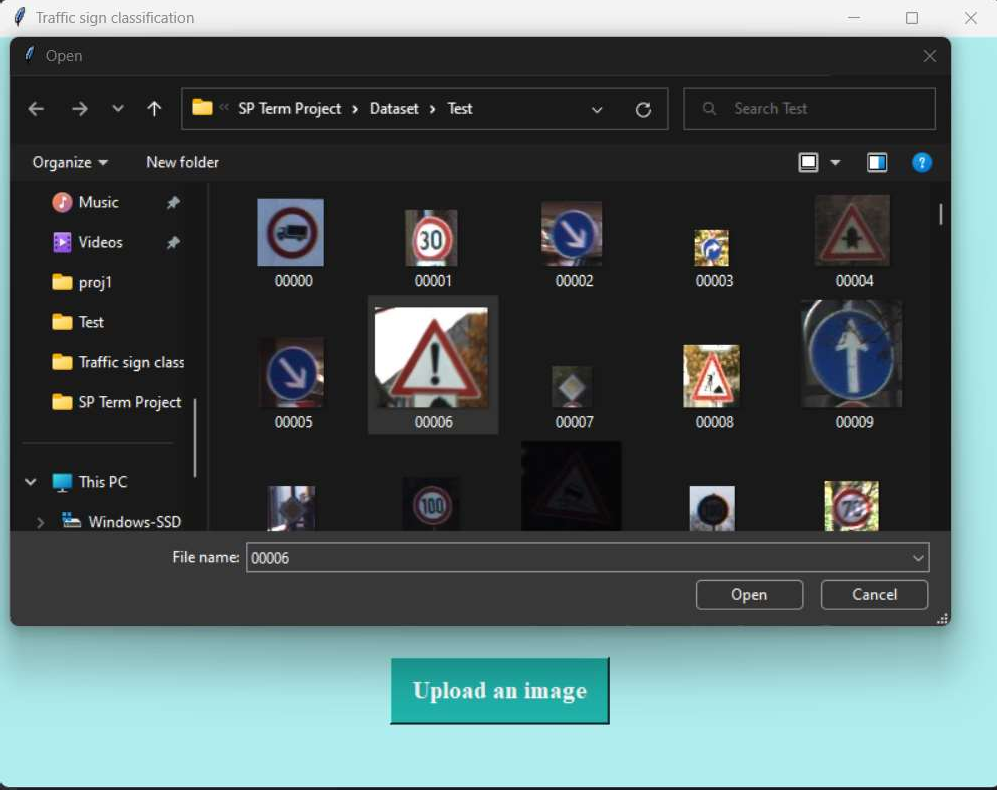 Traffic sign classification
Open
« SP Term Project › Dataset › Test
Search Test
Organize
New folder
Music
Videos
proj1
Test
Traffic sign class
SP Term Project
This PC
Windows-SSD
30
00000
00001
00002
00003
00004
00005
00006
00007
00008
00009
100
File name:
00006
Open
Cancel
Upload an image